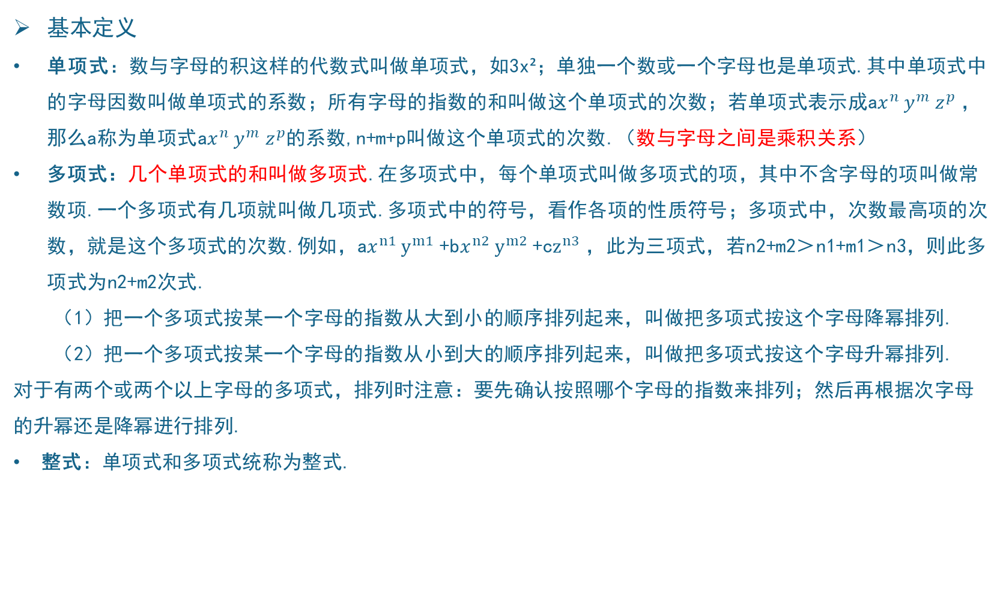 ➢ 基本定义
• 单项式：数与字母的积这样的代数式叫做单项式，如3x²；单独一个数或一个字母也是单项式.其中单项式中
的字母因数叫做单项式的系数；所有字母的指数的和叫做这个单项式的次数；若单项式表示成a𝑥ⁿ 𝑦ᵐ 𝑧ᵖ ，
那么a称为单项式a𝑥ⁿ 𝑦ᵐ 𝑧ᵖ的系数,n+m+p叫做这个单项式的次数.（数与字母之间是乘积关系）
• 多项式：几个单项式的和叫做多项式.在多项式中，每个单项式叫做多项式的项，其中不含字母的项叫做常
数项.一个多项式有几项就叫做几项式.多项式中的符号，看作各项的性质符号；多项式中，次数最高项的次
数，就是这个多项式的次数.例如，a𝑥ⁿ¹ yᵐ¹ +b𝑥ⁿ² yᵐ² +czⁿ³ ，此为三项式，若n2+m2＞n1+m1＞n3，则此多
项式为n2+m2次式.
（1）把一个多项式按某一个字母的指数从大到小的顺序排列起来，叫做把多项式按这个字母降幂排列.
（2）把一个多项式按某一个字母的指数从小到大的顺序排列起来，叫做把多项式按这个字母升幂排列.
对于有两个或两个以上字母的多项式，排列时注意：要先确认按照哪个字母的指数来排列；然后再根据次字母
的升幂还是降幂进行排列.
• 整式：单项式和多项式统称为整式.